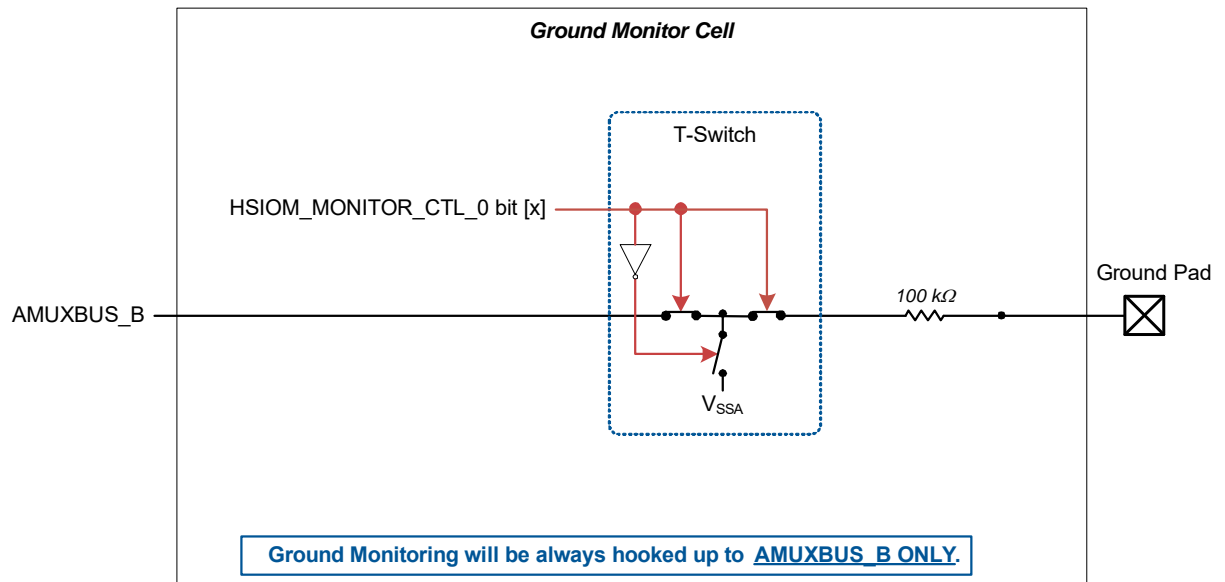 Ground Monitor Cell
T-Switch
HSIOM_MONITOR_CTL_0 bit [x]
Ground Pad
100 kΩ
AMUXBUS_B
VSSA
Ground Monitoring will be always hooked up to AMUXBUS_B ONLY.